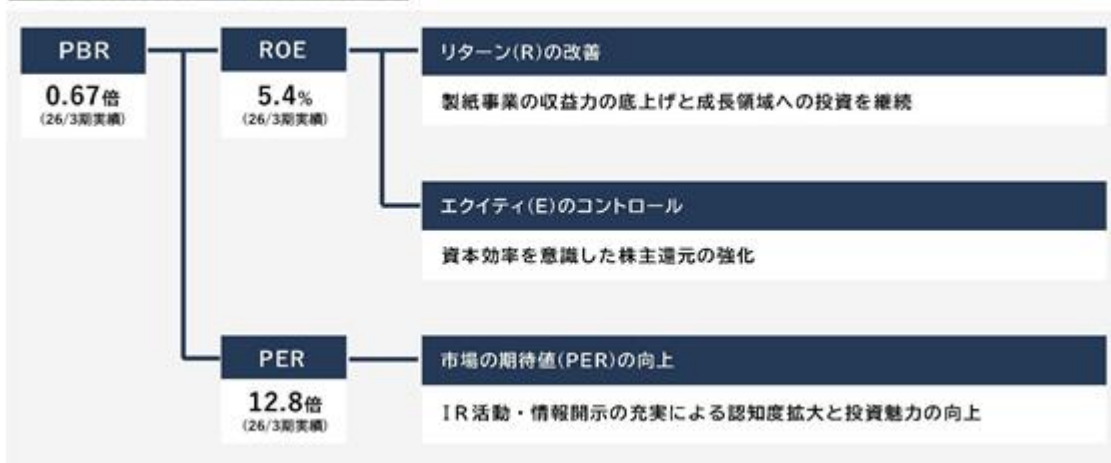 PBR
0.67倍
(26/3期実績)
ROE
5.4%
(26/3期実績)
リターン(R)の改善
製紙事業の収益力の底上げと成長領域への投資を継続
エクイティ(E)のコントロール
資本効率を意識した株主還元の強化
PER
12.8倍
(26/3期実績)
市場の期待値(PER)の向上
IR活動・情報開示の充実による認知度拡大と投資魅力の向上